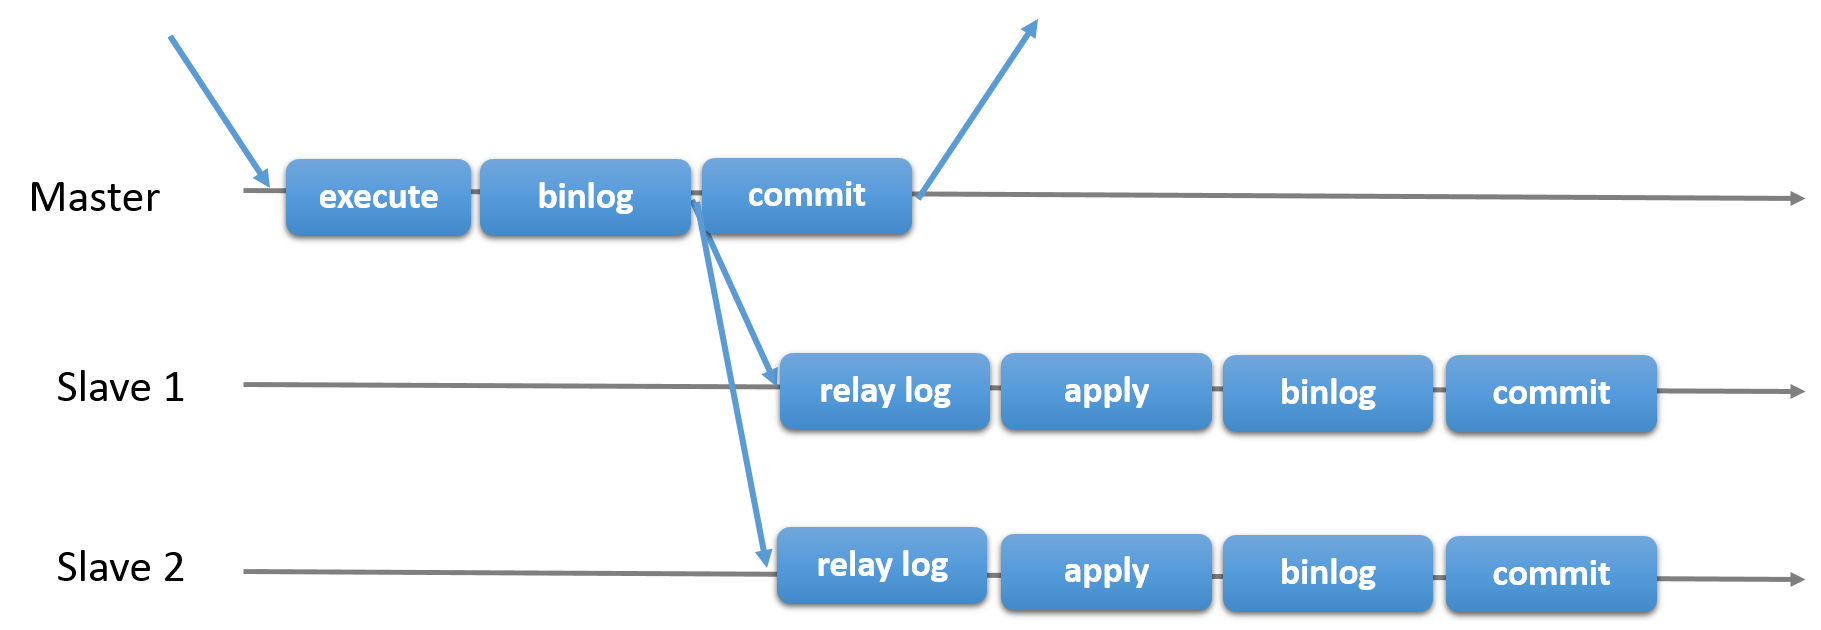 Master execute binlog commit
Slave 1 relay log apply binlog commit
Slave 2 relay log apply binlog commit